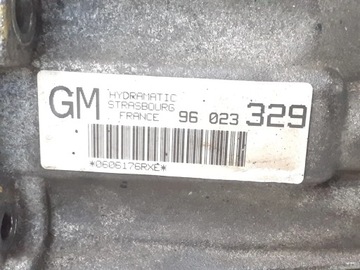 GM HYDRAMATIC
STRASBOURG
FRANCE 96 023 329
*0606176RXE*